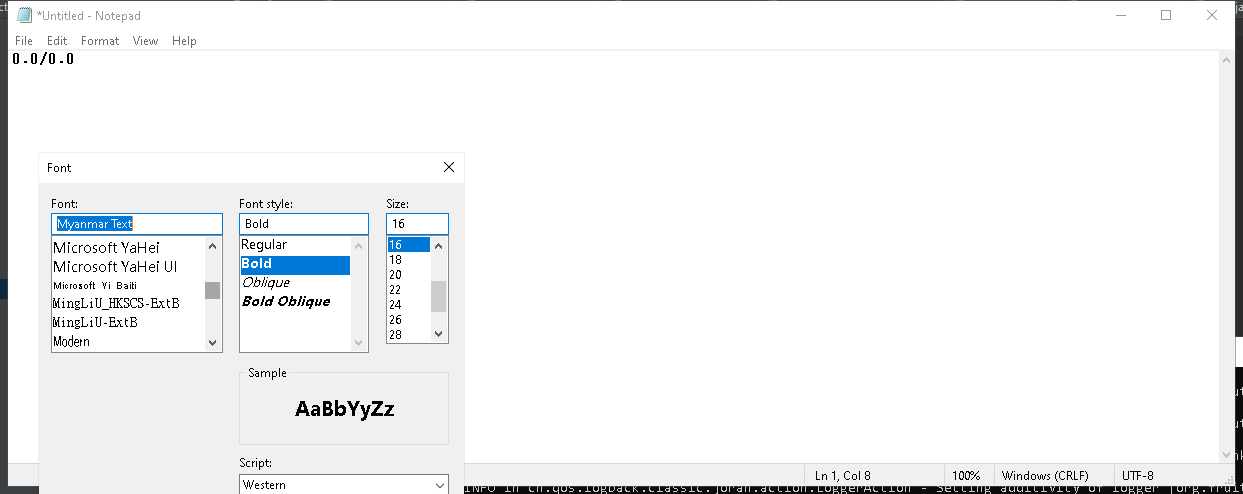 *Untitled - Notepad
File Edit Format View Help
0.0/0.0
Font
Font: Font style: Size:
Myanmar Text Bold 16
Microsoft YaHei
Microsoft YaHei UI
Microsoft Yi Baiti
MingLiU_HKSCS-ExtB
MingLiU-ExtB
Modern
Regular
Bold
Oblique
Bold Oblique
16
18
20
22
24
26
28
Sample
AaBbYyZz
Script:
Western
Ln 1, Col 8 100% Windows (CRLF) UTF-8
INFO in ch.qos.logback.classic.joran.action.LoggerAction - Setting additivity of logger